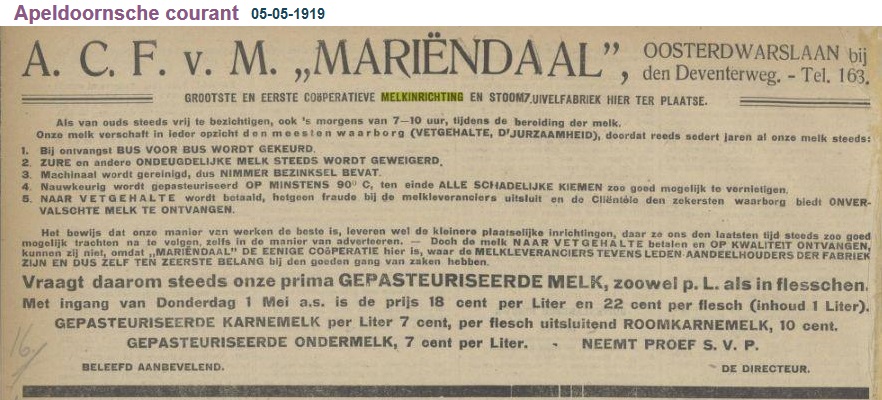 Apeldoornsche courant 05-05-1919
A. C. F. v. M. „MARIËNDAAL”, OOSTERDWARSLAAN bij
den Deventerweg. - Tel. 163.
GROOTSTE EN EERSTE COöPERATIEVE MELKINRICHTING EN STOOMZUIVELFABRIEK HIER TER PLAATSE.
Als van ouds steeds vrij te bezichtigen, ook 's morgens van 7—10 uur, tijdens de bereiding der melk.
Onze melk verschaft in ieder opzicht den meesten waarborg (VETGEHALTE, D'JURZAAMHEID), doordat reeds sedert jaren al onze melk steeds:
1. Bij ontvangst BUS VOOR BUS WORDT GEKEURD.
2. ZURE en andere ONDEUGDELIJKE MELK STEEDS WORDT GEWEIGERD.
3. Machinaal wordt gereinigd, dus NIMMER BEZINKSEL BEVAT.
4. Nauwkeurig wordt gepasteuriseerd OP MINSTENS 90° C, ten einde ALLE SCHADELIJKE KIEMEN zoo goed mogelijk te vernietigen.
5. NAAR VETGEHALTE wordt betaald, hetgeen fraude bij de melkleveranciers uitsluit en de Cliëntèle den zekersten waarborg biedt ONVER-
VALSCHTE MELK TE ONTVANGEN.
Het bewijs dat onze manier van werken de beste is, leveren wel de kleinere plaatselijke inrichtingen, daar ze ons den laatsten tijd steeds zoo goed
mogelijk trachten na te volgen, zelfs in de manier van adverteeren. — Doch de melk NAAR VETGEHALTE betalen en OP KWALITEIT ONTVANGEN,
kunnen zij niet, omdat „MARIËNDAAL” DE EENIGE COöPERATIE hier is, waar de MELKLEVERANCIERS TEVENS LEDEN-AANDEELHOUDERS DER FABRIEK
ZIJN EN DUS ZELF TEN ZEERSTE BELANG bij den goeden gang van zaken hebben.
Vraagt daarom steeds onze prima GEPASTEURISEERDE MELK, zoowel p. L. als in flesschen.
Met ingang van Donderdag 1 Mei a.s. is de prijs 18 cent per Liter en 22 cent per flesch (inhoud 1 Liter).
GEPASTEURISEERDE KARNEMELK per Liter 7 cent, per flesch uitsluitend ROOMKARNEMELK, 10 cent.
GEPASTEURISEERDE ONDERMELK, 7 cent per Liter. - NEEMT PROEF S. V. P.
BELEEFD AANBEVELEND. DE DIRECTEUR.